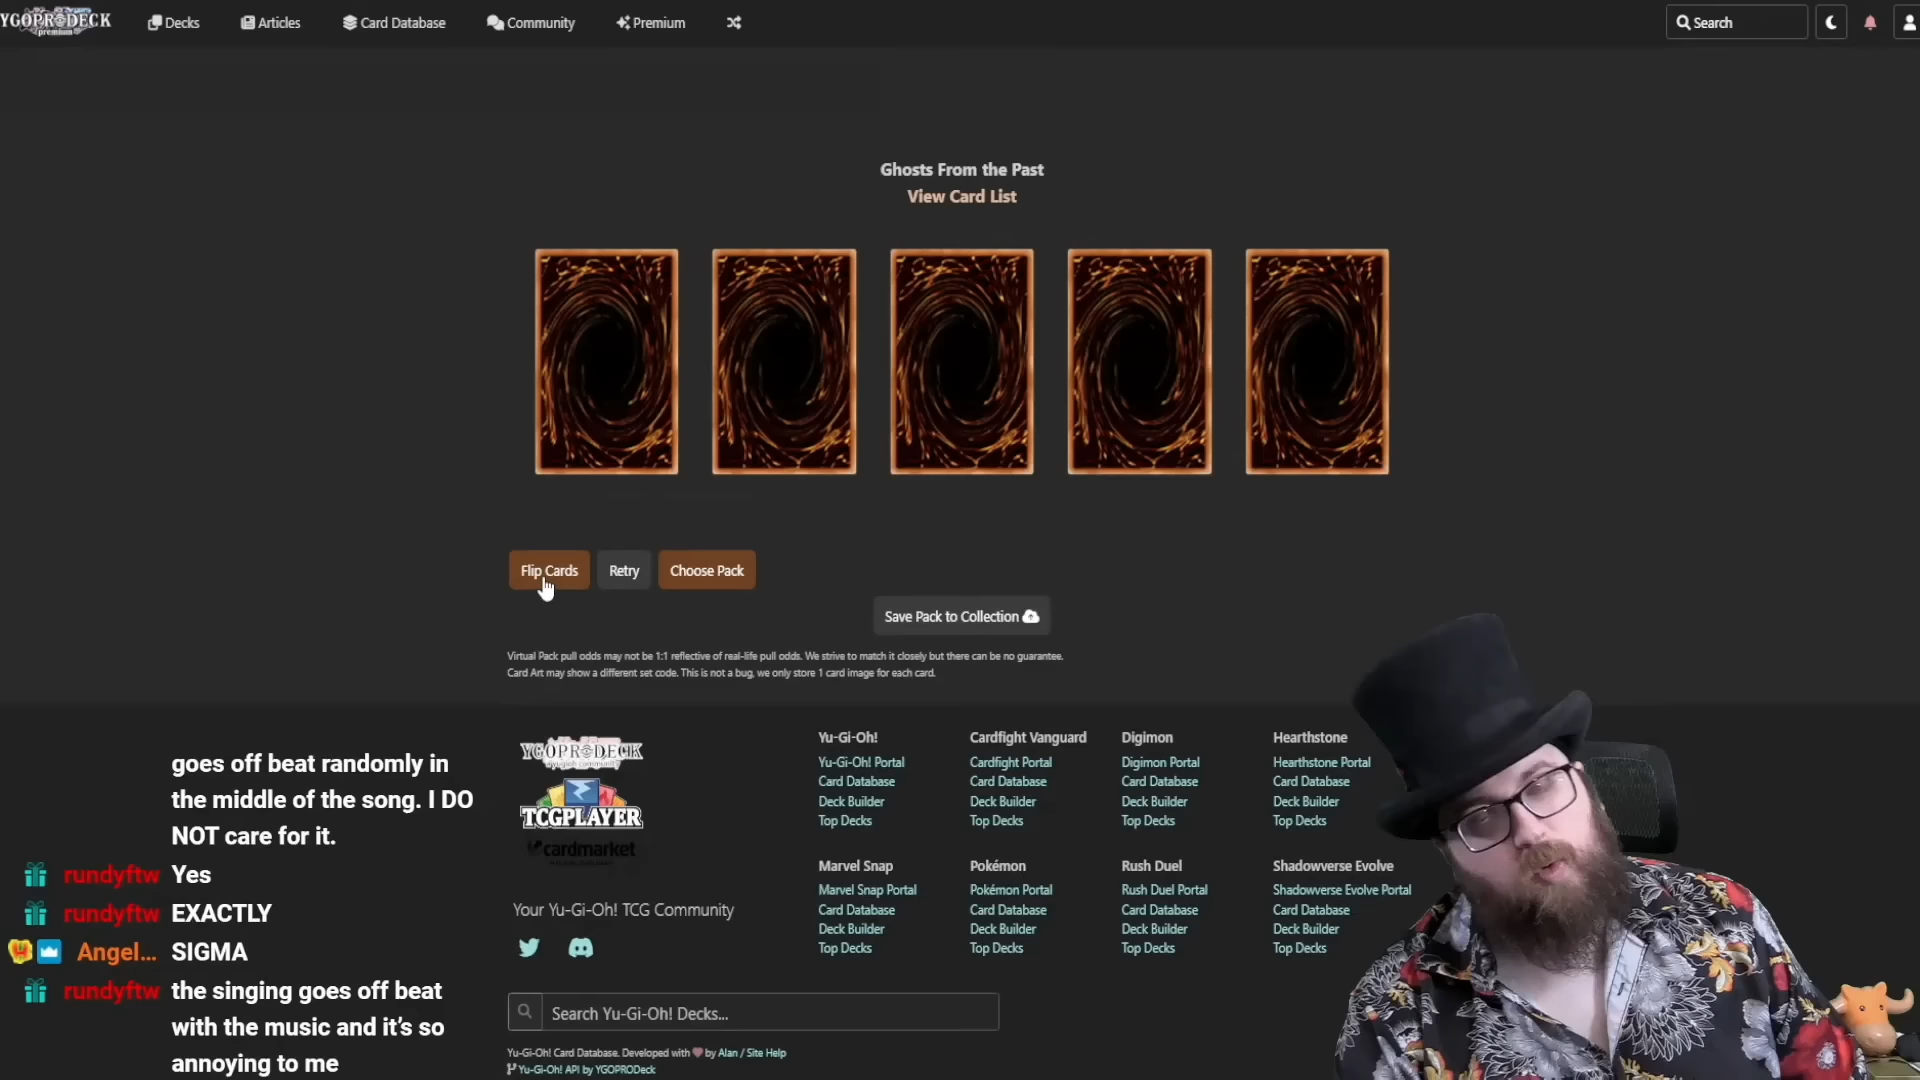 YGOPRODECK
premium
Decks
Articles
Card Database
Community
Premium
Search
Ghosts From the Past
View Card List
Flip Cards
Retry
Choose Pack
Save Pack to Collection
Virtual Pack pull odds may not be 1:1 reflective of real-life pull odds. We strive to match it closely but there can be no guarantee.
Card Art may show a different set code. This is not a bug, we only store 1 card image for each card.
goes off beat randomly in
the middle of the song. I DO
NOT care for it.
rundyftw Yes
rundyftw EXACTLY
Angel... SIGMA
rundyftw the singing goes off beat
with the music and it's so
annoying to me
YGOPRODECK
TCGPLAYER
cardmarket
Your Yu-Gi-Oh! TCG Community
Yu-Gi-Oh!
Yu-Gi-Oh! Portal
Card Database
Deck Builder
Top Decks
Cardfight Vanguard
Cardfight Portal
Card Database
Deck Builder
Top Decks
Digimon
Digimon Portal
Card Database
Deck Builder
Top Decks
Hearthstone
Hearthstone Portal
Card Database
Deck Builder
Top Decks
Marvel Snap
Marvel Snap Portal
Card Database
Deck Builder
Top Decks
Pokémon
Pokémon Portal
Card Database
Deck Builder
Top Decks
Rush Duel
Rush Duel Portal
Card Database
Deck Builder
Top Decks
Shadowverse Evolve
Shadowverse Evolve Portal
Card Database
Deck Builder
Top Decks
Search Yu-Gi-Oh! Decks...
Yu-Gi-Oh! Card Database. Developed with by Alan / Site Help
Yu-Gi-Oh! API by YGOPRODeck